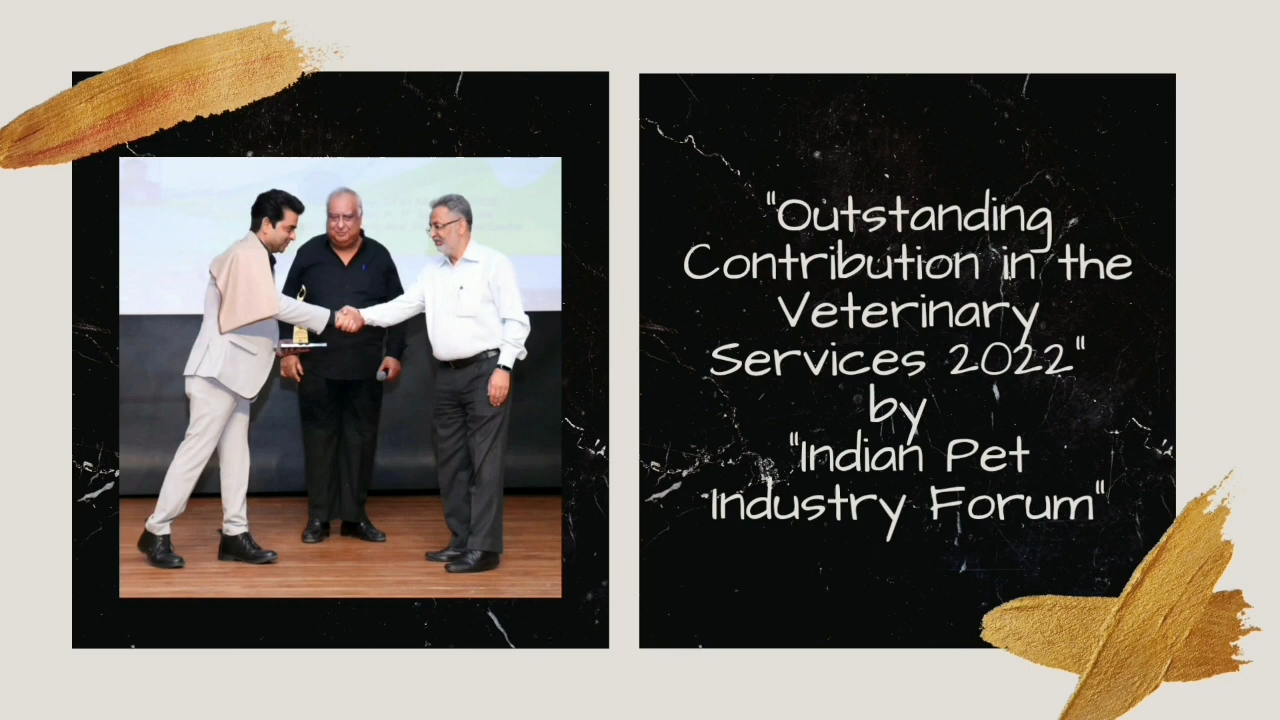 "Outstanding
Contribution in the
Veterinary
Services 2022"
by
"Indian Pet
Industry Forum"